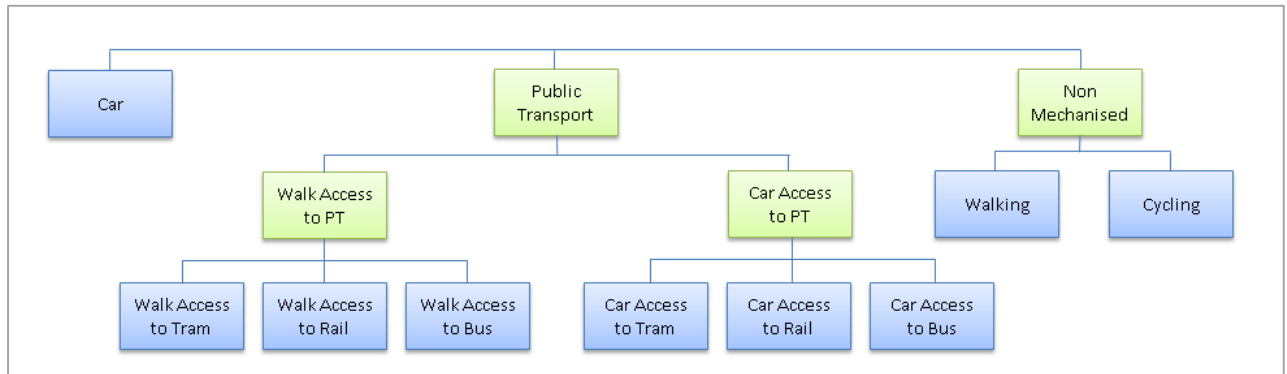 Car
Public
Transport
Non
Mechanised
Walk Access
to PT
Car Access
to PT
Walking
Cycling
Walk Access
to Tram
Walk Access
to Rail
Walk Access
to Bus
Car Access
to Tram
Car Access
to Rail
Car Access
to Bus